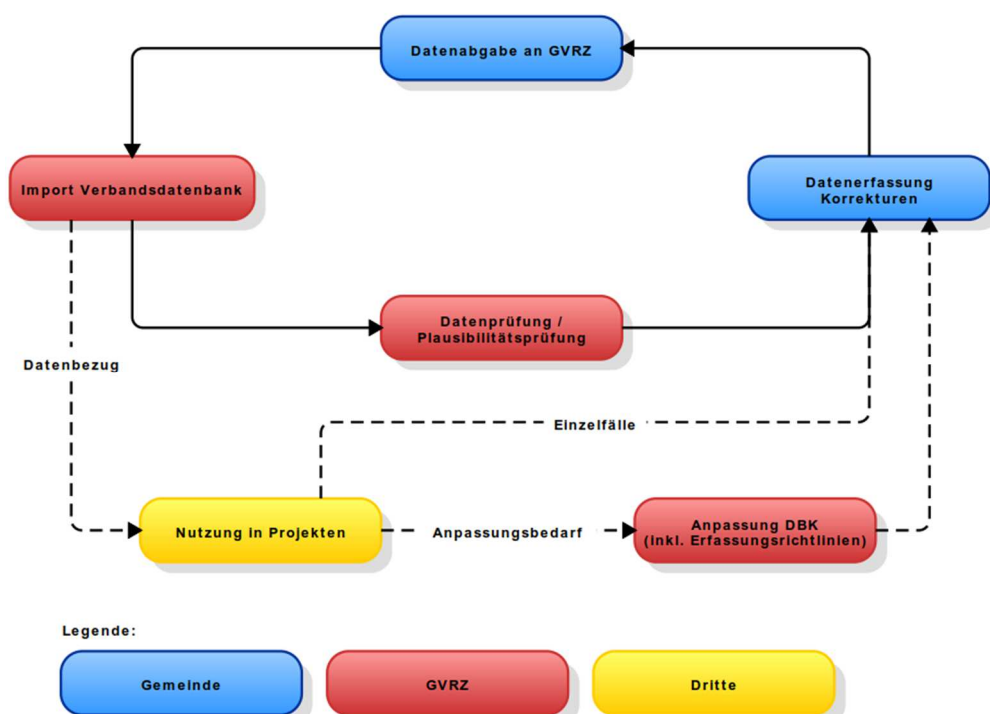 Datenabgabe an GVRZ
Import Verbandsdatenbank
Datenerfassung
Korrekturen
Datenprüfung /
Plausibilitätsprüfung
Datenbezug
Einzelfälle
Nutzung in Projekten
Anpassungsbedarf
Anpassung DBK
(inkl. Erfassungsrichtlinien)
Legende:
Gemeinde
GVRZ
Dritte